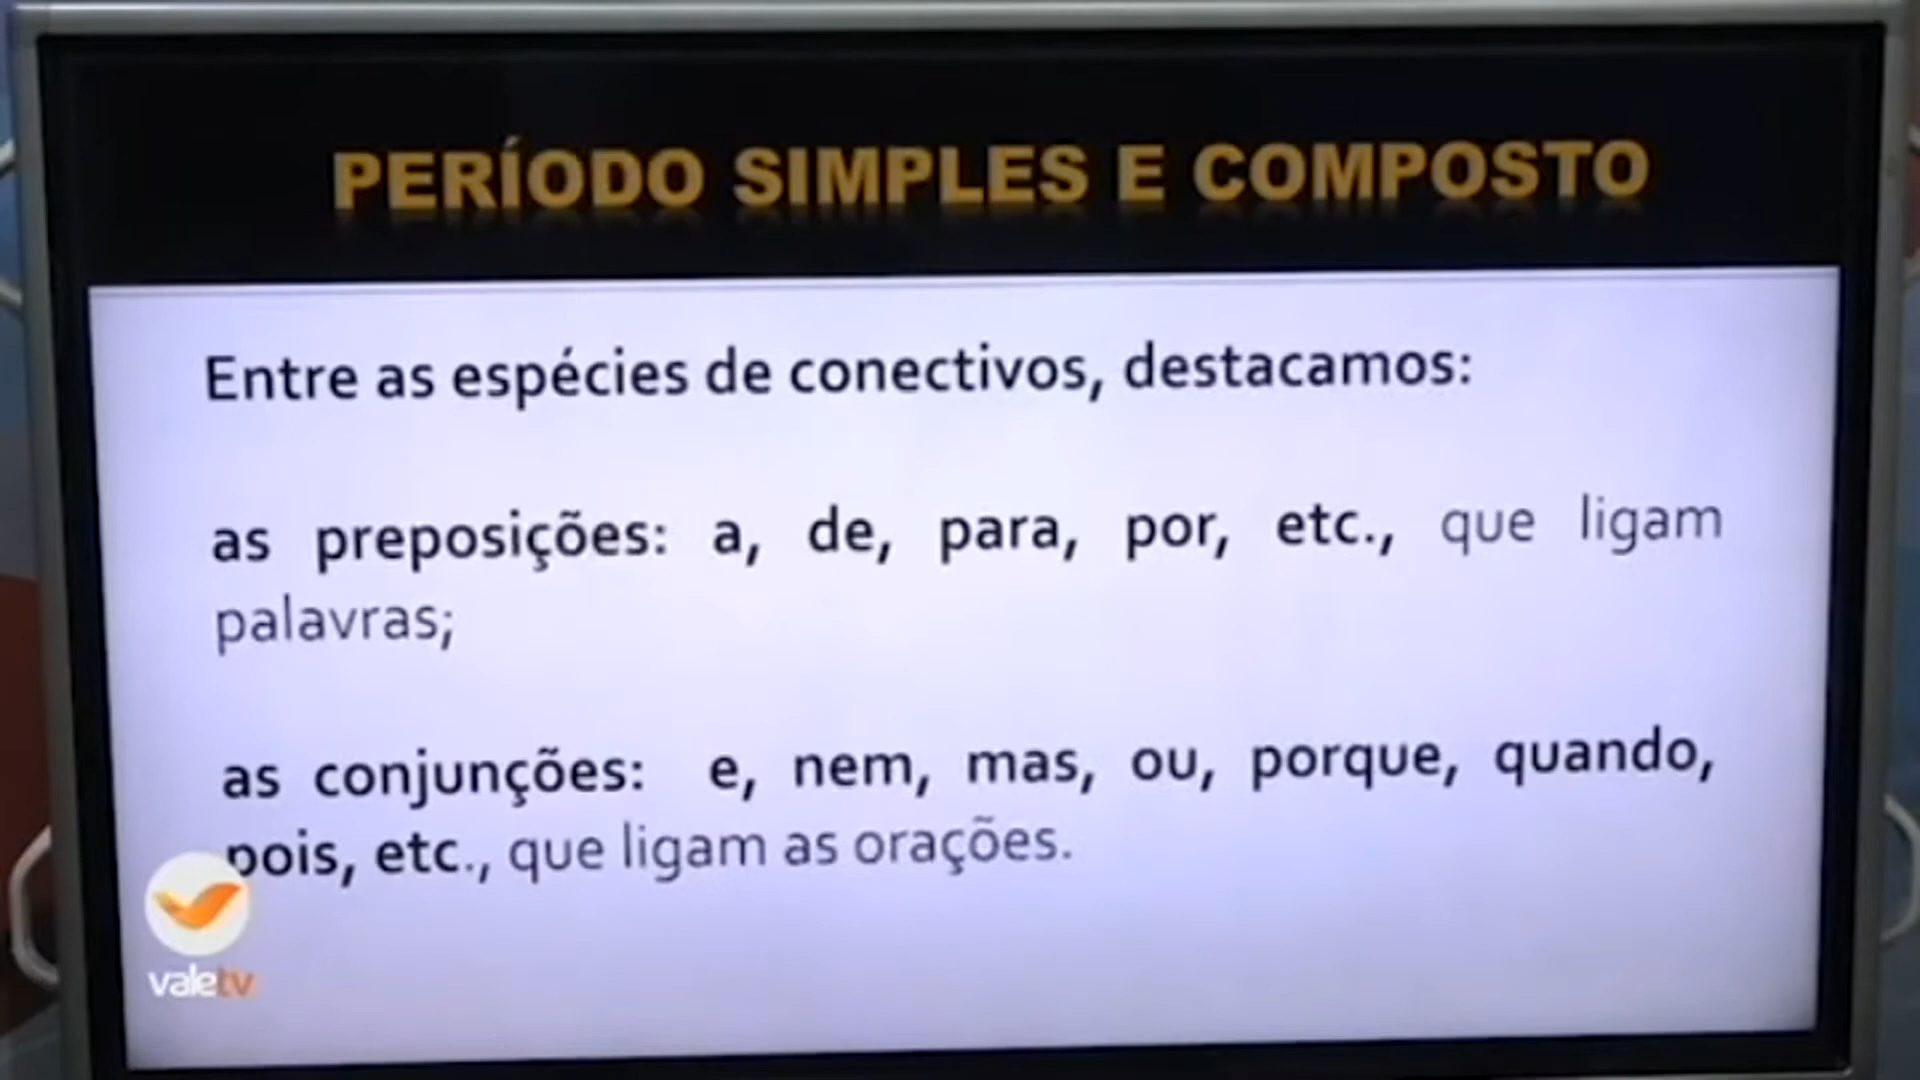 PERÍODO SIMPLES E COMPOSTO
Entre as espécies de conectivos, destacamos:
as preposições: a, de, para, por, etc., que ligam
palavras;
as conjunções: e, nem, mas, ou, porque, quando,
pois, etc., que ligam as orações.
valetv